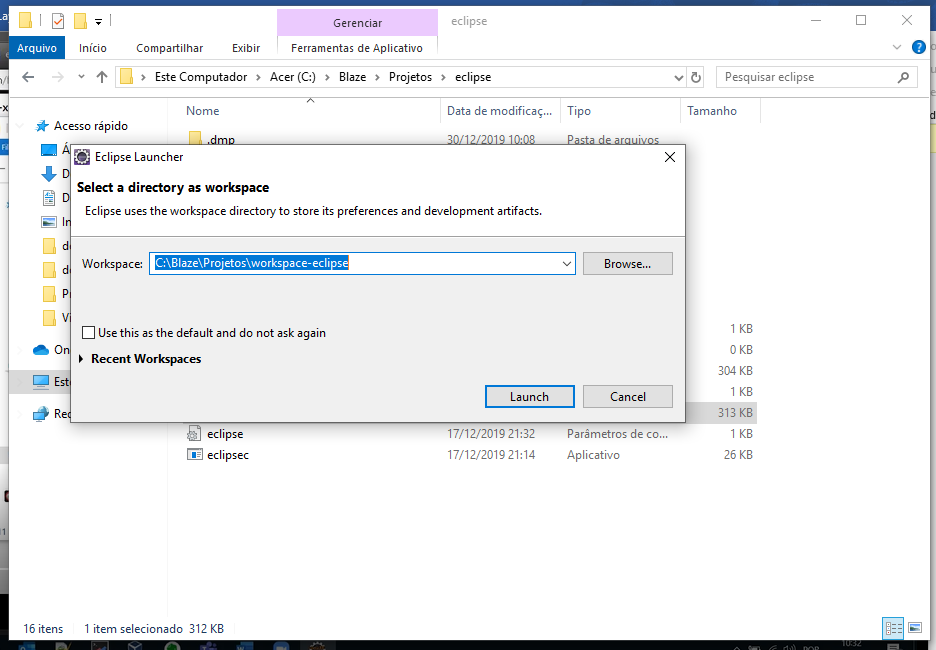 Gerenciar
eclipse
Arquivo
Início
Compartilhar
Exibir
Ferramentas de Aplicativo
Este Computador > Acer (C:) > Blaze > Projetos > eclipse
Pesquisar eclipse
Nome
Data de modificaç...
Tipo
Tamanho
Acesso rápido
.dmp
30/12/2019 10:08
Pasta de arquivos
Eclipse Launcher
Select a directory as workspace
Eclipse uses the workspace directory to store its preferences and development artifacts.
Workspace:
C:\Blaze\Projetos\workspace-eclipse
Browse...
Use this as the default and do not ask again
Recent Workspaces
Launch
Cancel
1 KB
0 KB
304 KB
1 KB
313 KB
eclipse
17/12/2019 21:32
Parâmetros de co...
1 KB
eclipsec
17/12/2019 21:14
Aplicativo
26 KB
16 itens
1 item selecionado 312 KB